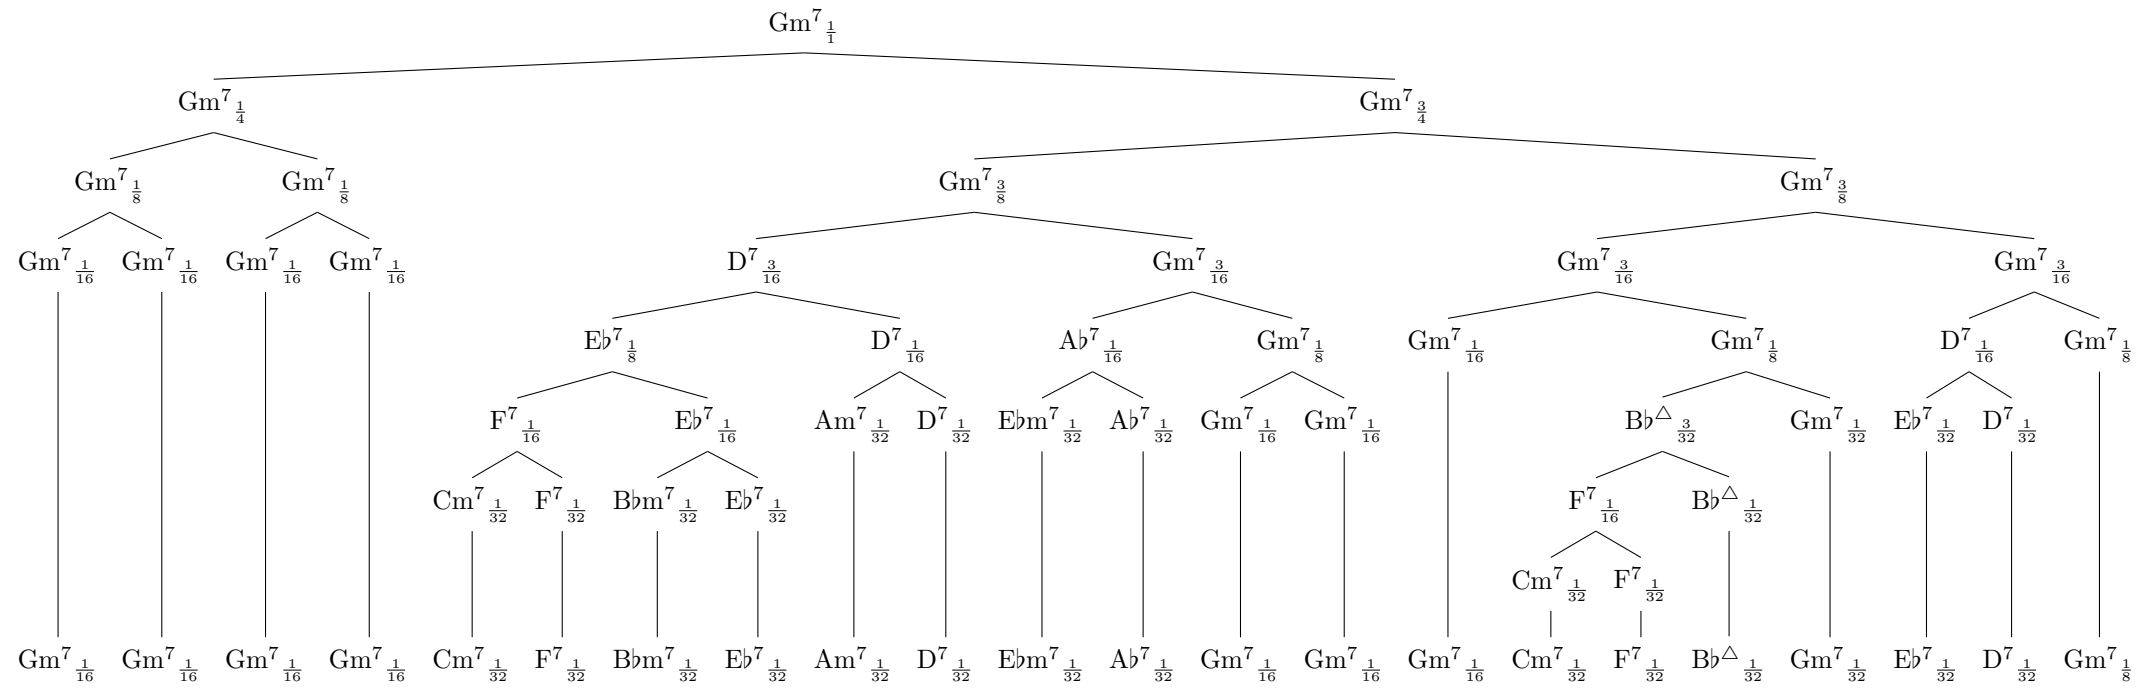 Gm⁷ 1/1
Gm⁷ 1/4 Gm⁷ 3/4
Gm⁷ 1/8 Gm⁷ 1/8 Gm⁷ 3/8 Gm⁷ 3/8
Gm⁷ 1/16 Gm⁷ 1/16 Gm⁷ 1/16 Gm⁷ 1/16 D⁷ 3/16 Gm⁷ 3/16 Gm⁷ 3/16 Gm⁷ 3/16
E♭⁷ 1/8 D⁷ 1/16 A♭⁷ 1/16 Gm⁷ 1/8 Gm⁷ 1/16 Gm⁷ 1/8 D⁷ 1/16 Gm⁷ 1/8
F⁷ 1/16 E♭⁷ 1/16 Am⁷ 1/32 D⁷ 1/32 E♭m⁷ 1/32 A♭⁷ 1/32 Gm⁷ 1/16 Gm⁷ 1/16 B♭△ 3/32 Gm⁷ 1/32 E♭⁷ 1/32 D⁷ 1/32
Cm⁷ 1/32 F⁷ 1/32 B♭m⁷ 1/32 E♭⁷ 1/32 F⁷ 1/16 B♭△ 1/32
Cm⁷ 1/32 F⁷ 1/32
Gm⁷ 1/16 Gm⁷ 1/16 Gm⁷ 1/16 Gm⁷ 1/16 Cm⁷ 1/32 F⁷ 1/32 B♭m⁷ 1/32 E♭⁷ 1/32 Am⁷ 1/32 D⁷ 1/32 E♭m⁷ 1/32 A♭⁷ 1/32 Gm⁷ 1/16 Gm⁷ 1/16 Gm⁷ 1/16 Cm⁷ 1/32 F⁷ 1/32 B♭△ 1/32 Gm⁷ 1/32 E♭⁷ 1/32 D⁷ 1/32 Gm⁷ 1/8